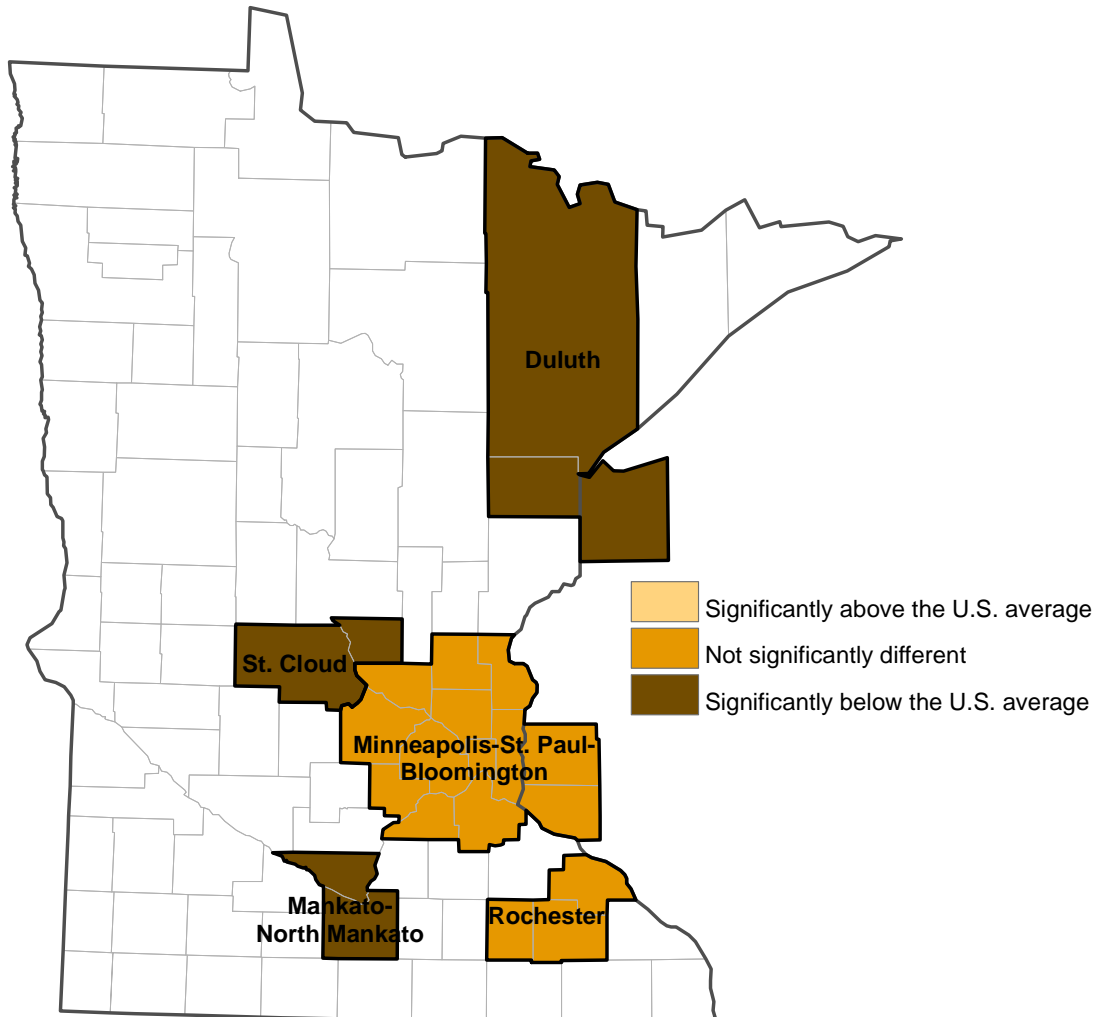 Duluth
Significantly above the U.S. average
Not significantly different
Significantly below the U.S. average
St. Cloud
Minneapolis-St. Paul-
Bloomington
Mankato-
North Mankato
Rochester